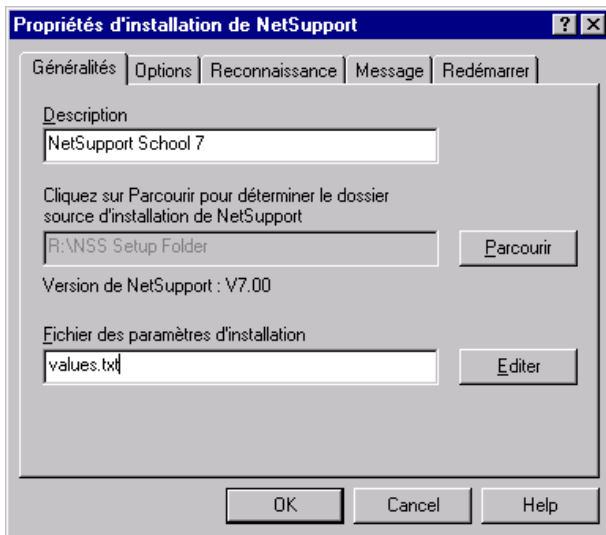 Propriétés d'installation de NetSupport
Généralités Options Reconnaissance Message Redémarrer
Description
NetSupport School 7
Cliquez sur Parcourir pour déterminer le dossier
source d'installation de NetSupport
R:\NSS Setup Folder Parcourir
Version de NetSupport : V7.00
Fichier des paramètres d'installation
values.txt Editer
OK Cancel Help